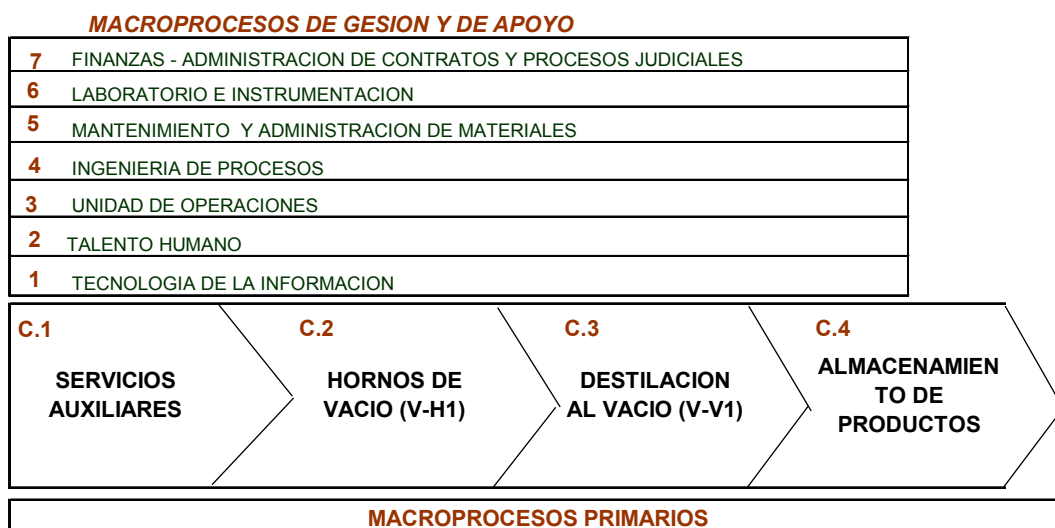 MACROPROCESOS DE GESION Y DE APOYO
7 FINANZAS - ADMINISTRACION DE CONTRATOS Y PROCESOS JUDICIALES
6 LABORATORIO E INSTRUMENTACION
5 MANTENIMIENTO Y ADMINISTRACION DE MATERIALES
4 INGENIERIA DE PROCESOS
3 UNIDAD DE OPERACIONES
2 TALENTO HUMANO
1 TECNOLOGIA DE LA INFORMACION
C.1
SERVICIOS
AUXILIARES
C.2
HORNOS DE
VACIO (V-H1)
C.3
DESTILACION
AL VACIO (V-V1)
C.4
ALMACENAMIEN
TO DE
PRODUCTOS
MACROPROCESOS PRIMARIOS